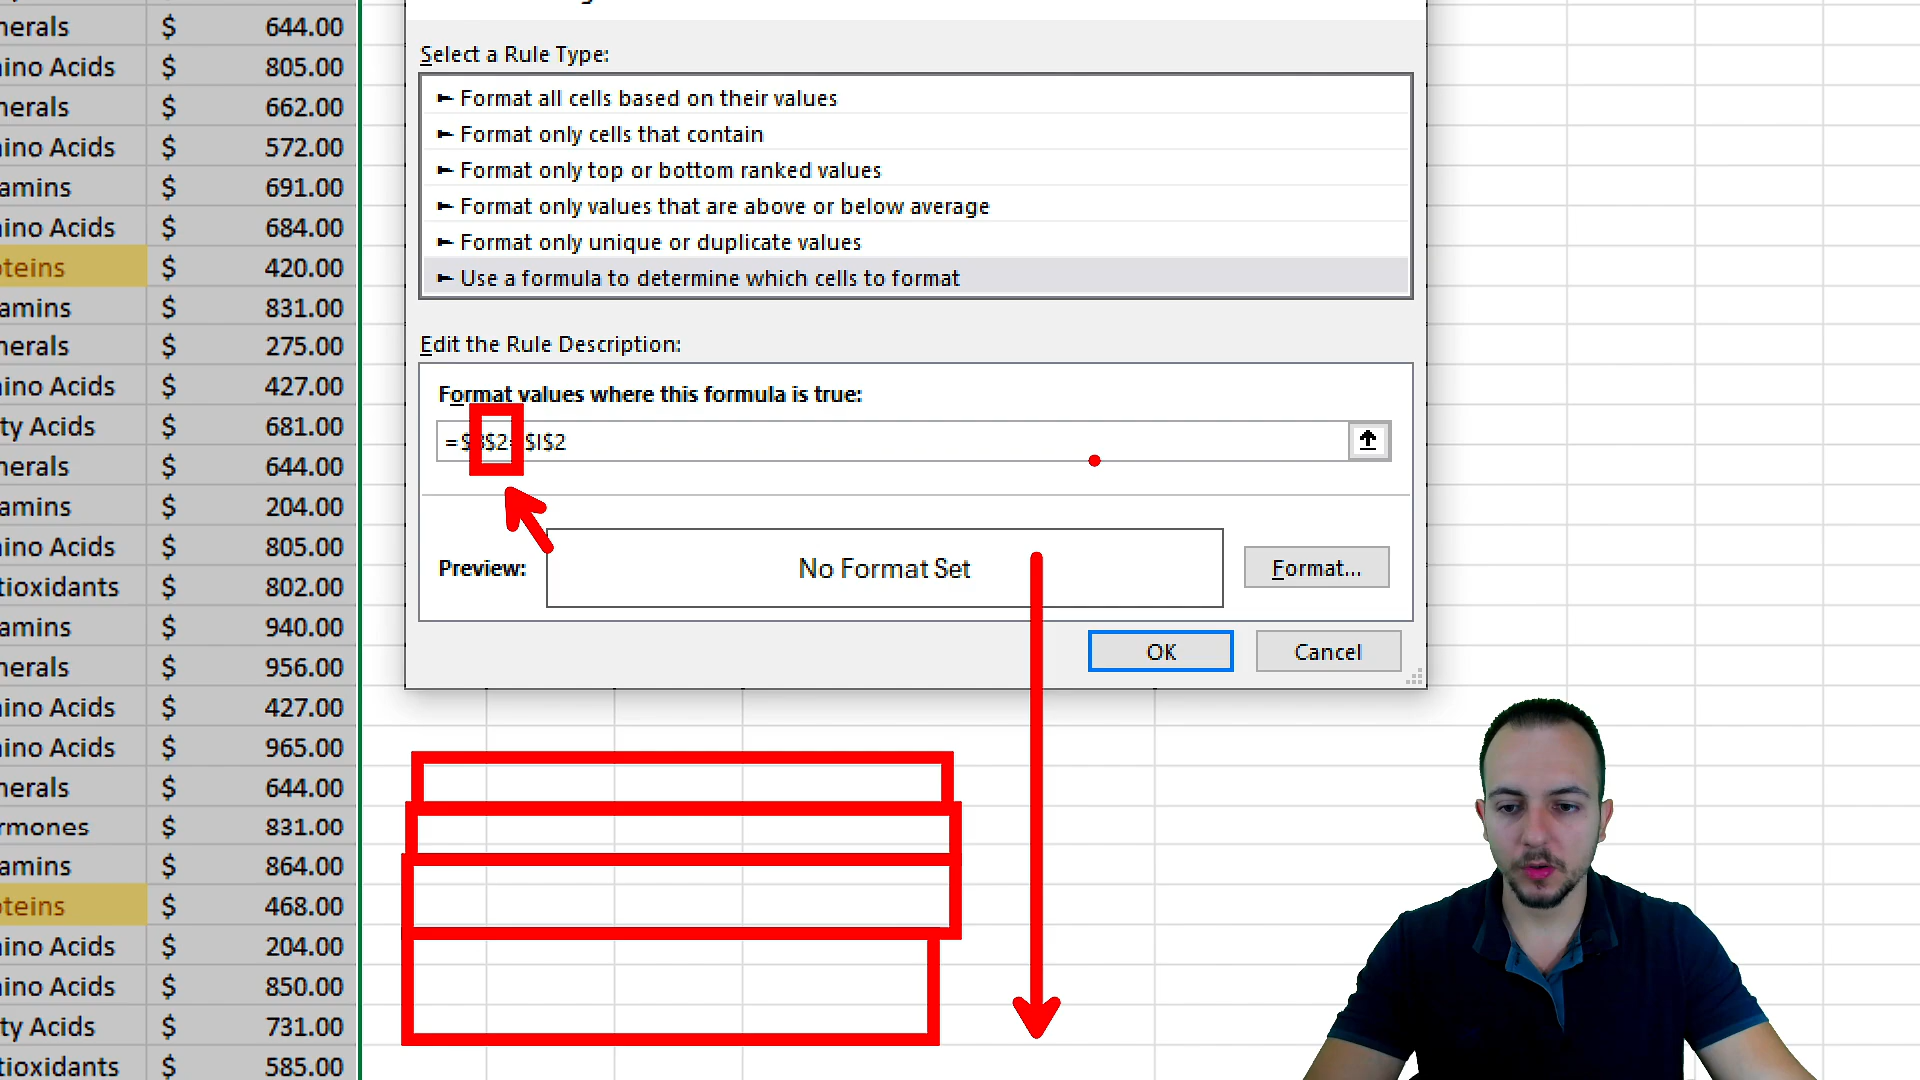 nerals $ 644.00
ino Acids $ 805.00
nerals $ 662.00
ino Acids $ 572.00
amins $ 691.00
ino Acids $ 684.00
teins $ 420.00
amins $ 831.00
nerals $ 275.00
ino Acids $ 427.00
ty Acids $ 681.00
nerals $ 644.00
amins $ 204.00
ino Acids $ 805.00
tioxidants $ 802.00
amins $ 940.00
nerals $ 956.00
ino Acids $ 427.00
ino Acids $ 965.00
nerals $ 644.00
rmones $ 831.00
amins $ 864.00
teins $ 468.00
ino Acids $ 204.00
ino Acids $ 850.00
ty Acids $ 731.00
tioxidants $ 585.00
Select a Rule Type:
► Format all cells based on their values
► Format only cells that contain
► Format only top or bottom ranked values
► Format only values that are above or below average
► Format only unique or duplicate values
► Use a formula to determine which cells to format
Edit the Rule Description:
Format values where this formula is true:
Preview: No Format Set Format...
OK Cancel